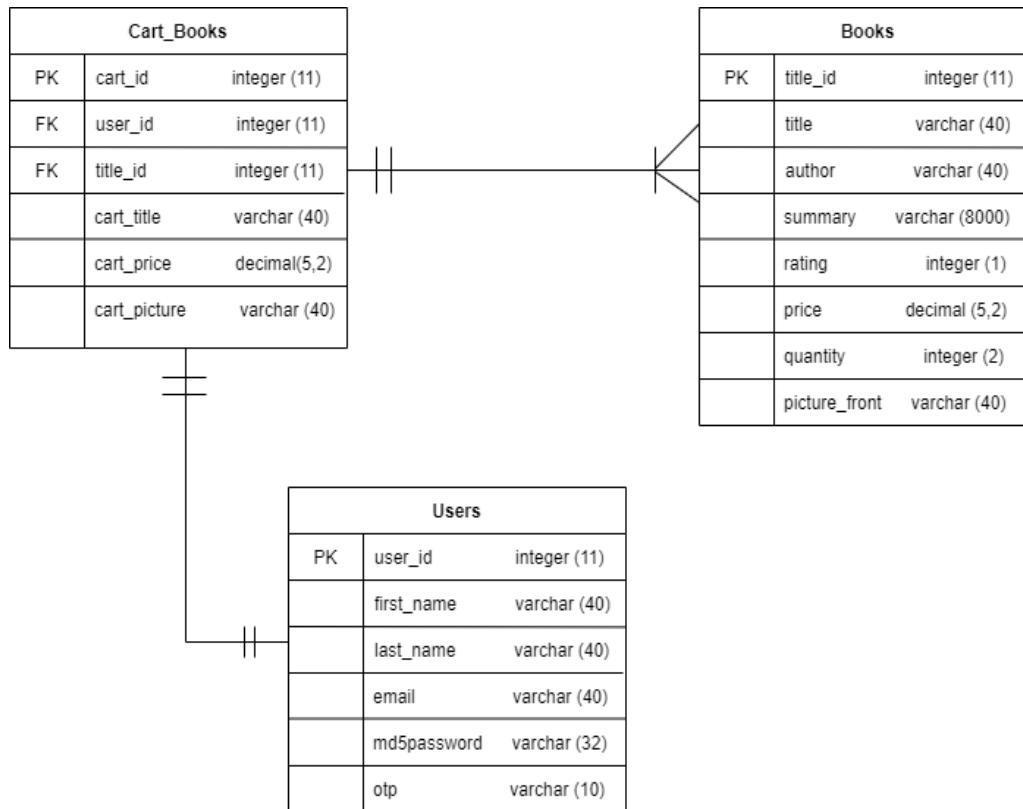 Cart_Books
PK cart_id integer (11)
FK user_id integer (11)
FK title_id integer (11)
cart_title varchar (40)
cart_price decimal(5,2)
cart_picture varchar (40)
Books
PK title_id integer (11)
title varchar (40)
author varchar (40)
summary varchar (8000)
rating integer (1)
price decimal (5,2)
quantity integer (2)
picture_front varchar (40)
Users
PK user_id integer (11)
first_name varchar (40)
last_name varchar (40)
email varchar (40)
md5password varchar (32)
otp varchar (10)